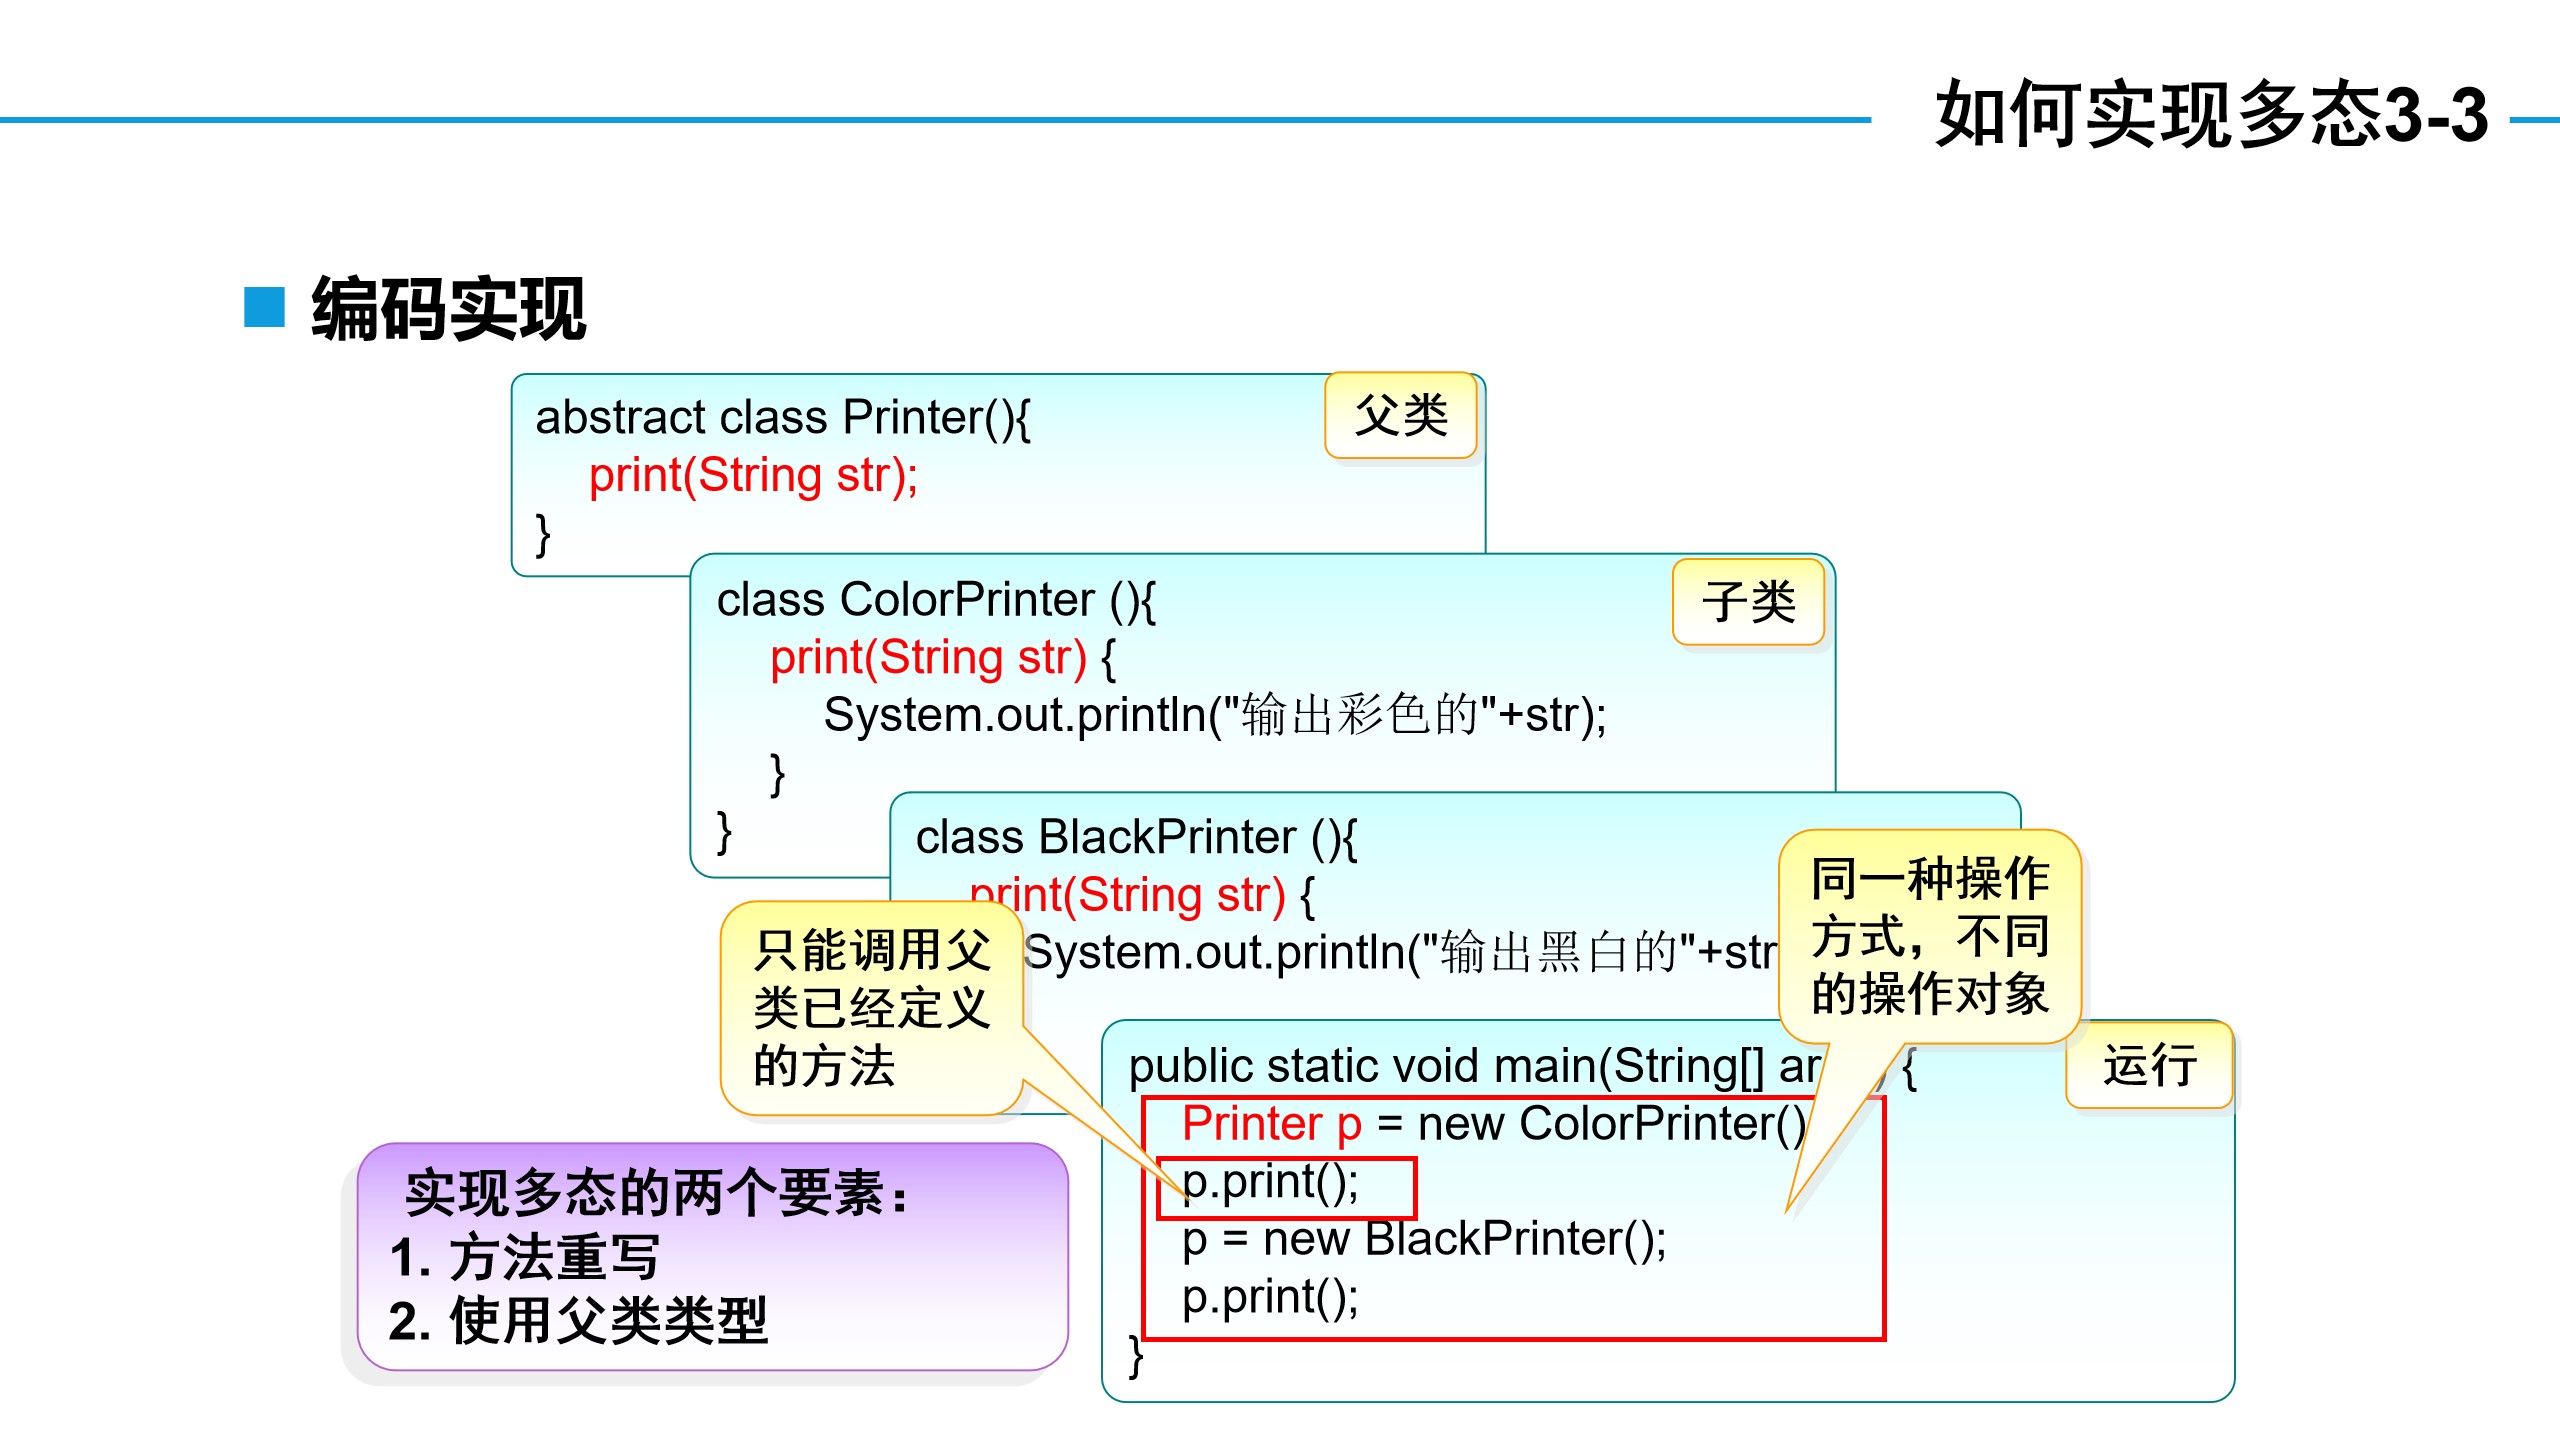 如何实现多态3-3
编码实现
abstract class Printer(){
父类
print(String str);
}
class ColorPrinter (){
子类
print(String str) {
System.out.println("输出彩色的"+str);
}
}
class BlackPrinter (){
print(String str) {
System.out.println("输出黑白的"+str
只能调用父
类已经定义
的方法
同一种操作
方式，不同
的操作对象
public static void main(String[] ar ) {
运行
Printer p = new ColorPrinter()
p.print();
p = new BlackPrinter();
p.print();
}
实现多态的两个要素：
1. 方法重写
2. 使用父类类型